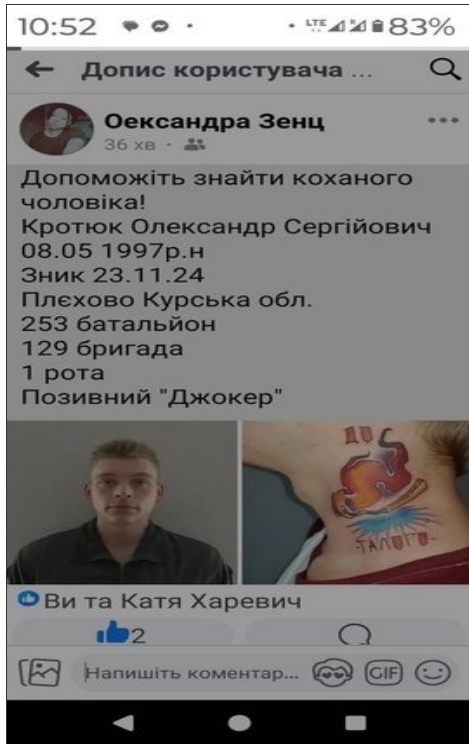 10:52 LTE 83%
Допис користувача ...
Оександра Зенц
36 хв ·
Допоможіть знайти коханого
чоловіка!
Кротюк Олександр Сергійович
08.05 1997р.н
Зник 23.11.24
Плєхово Курська обл.
253 батальйон
129 бригада
1 рота
Позивний "Джокер"
Ви та Катя Харевич
2
Напишіть коментар... GIF